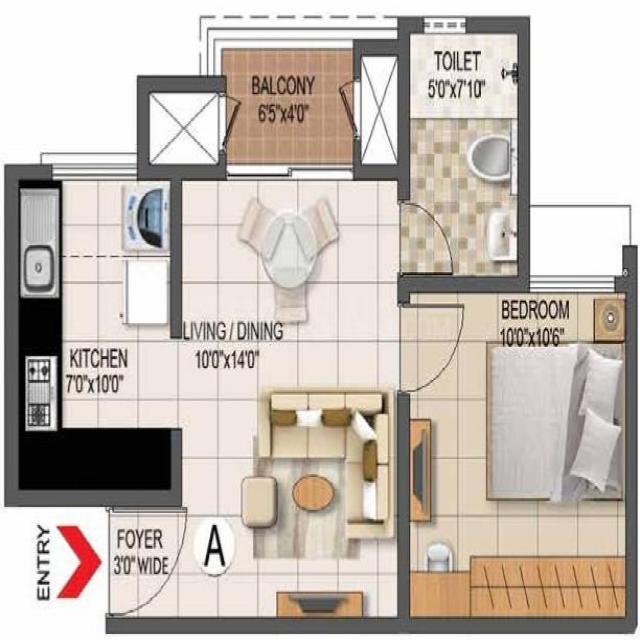 TOILET
5'0"x7'10"
BALCONY
6'5"x4'0"
BEDROOM
10'0"x10'6"
LIVING / DINING
10'0"x14'0"
KITCHEN
7'0"x10'0"
ENTRY
FOYER
3'0" WIDE
A